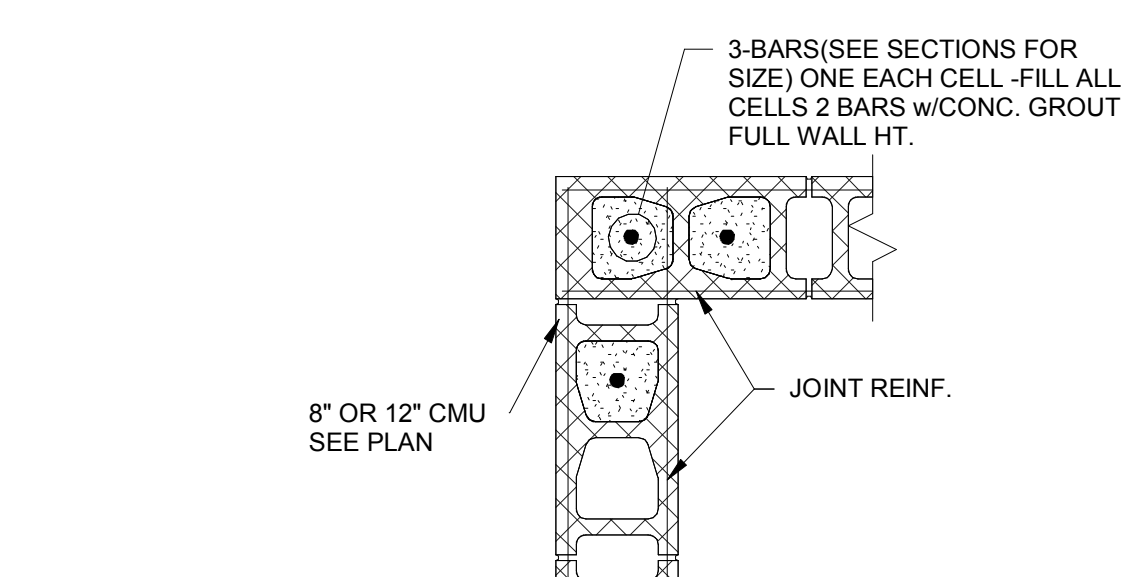 3-BARS(SEE SECTIONS FOR
SIZE) ONE EACH CELL -FILL ALL
CELLS 2 BARS w/CONC. GROUT
FULL WALL HT.
JOINT REINF.
8" OR 12" CMU
SEE PLAN